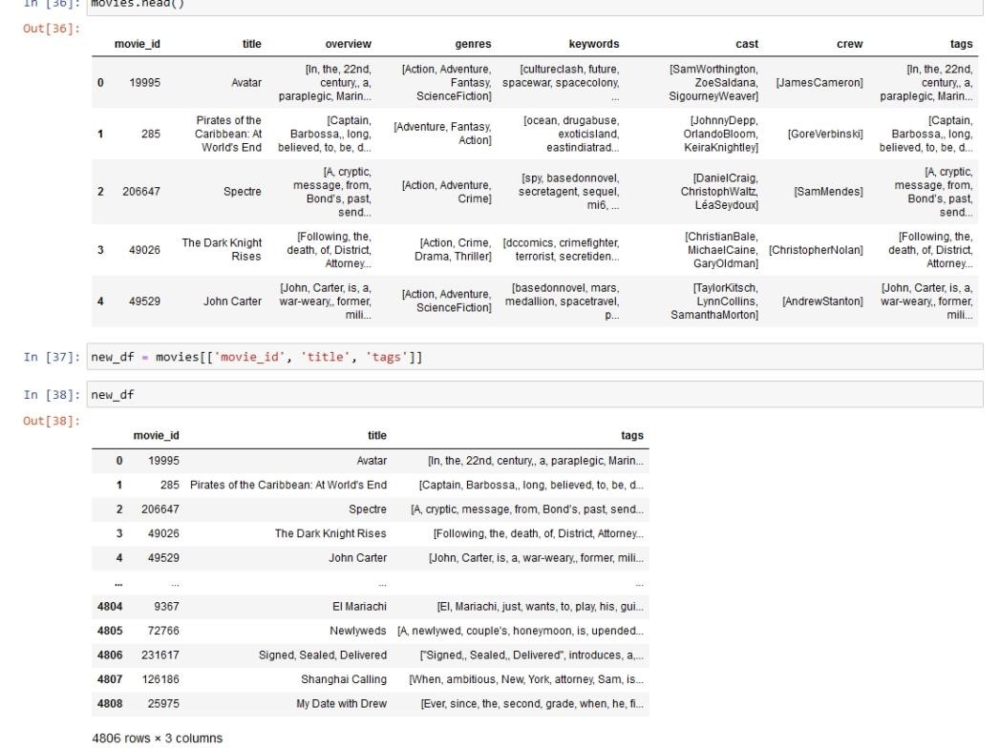 In [36]: movies.head()
Out[36]:
movie_id title overview genres keywords cast crew tags
[In, the, 22nd, [Action, Adventure, [cultureclash, future, [SamWorthington, [In, the, 22nd,
0 19995 Avatar century,, a, Fantasy, spacewar, spacecolony, ZoeSaldana, [JamesCameron] century,, a,
paraplegic, Marin... ScienceFiction] ... SigourneyWeaver] paraplegic, Marin...
Pirates of the [Captain, [ocean, drugabuse, [JohnnyDepp, [Captain,
1 285 Caribbean: At Barbossa,, long, [Adventure, Fantasy, exoticisland, OrlandoBloom, [GoreVerbinski] Barbossa,, long,
World's End believed, to, be, d... Action] eastindiatrad... KeiraKnightley] believed, to, be, d...
[A, cryptic, [A, cryptic,
message, from, [spy, basedonnovel, [DanielCraig, message, from,
2 206647 Spectre Bond's, past, [Action, Adventure, secretagent, sequel, ChristophWaltz, [SamMendes] Bond's, past,
send... Crime] mi6, ... LéaSeydoux] send...
[Following, the, [ChristianBale, [Following, the,
3 49026 The Dark Knight death, of, District, [Action, Crime, [dccomics, crimefighter, MichaelCaine, [ChristopherNolan] death, of, District,
Rises Attorney... Drama, Thriller] terrorist, secretiden... GaryOldman] Attorney...
[John, Carter, is, a, [basedonnovel, mars, [TaylorKitsch, [John, Carter, is, a,
4 49529 John Carter war-weary,, former, [Action, Adventure, medallion, spacetravel, LynnCollins, [AndrewStanton] war-weary,, former,
mili... ScienceFiction] p... SamanthaMorton] mili...
In [37]: new_df = movies[['movie_id', 'title', 'tags']]
In [38]: new_df
Out[38]:
movie_id title tags
0 19995 Avatar [In, the, 22nd, century,, a, paraplegic, Marin...
1 285 Pirates of the Caribbean: At World's End [Captain, Barbossa,, long, believed, to, be, d...
2 206647 Spectre [A, cryptic, message, from, Bond's, past, send...
3 49026 The Dark Knight Rises [Following, the, death, of, District, Attorney...
4 49529 John Carter [John, Carter, is, a, war-weary,, former, mili...
... ... ... ...
4804 9367 El Mariachi [El, Mariachi, just, wants, to, play, his, gui...
4805 72766 Newlyweds [A, newlywed, couple's, honeymoon, is, upended...
4806 231617 Signed, Sealed, Delivered ["Signed,, Sealed,, Delivered", introduces, a,...
4807 126186 Shanghai Calling [When, ambitious, New, York, attorney, Sam, is...
4808 25975 My Date with Drew [Ever, since, the, second, grade, when, he, fi...
4806 rows × 3 columns